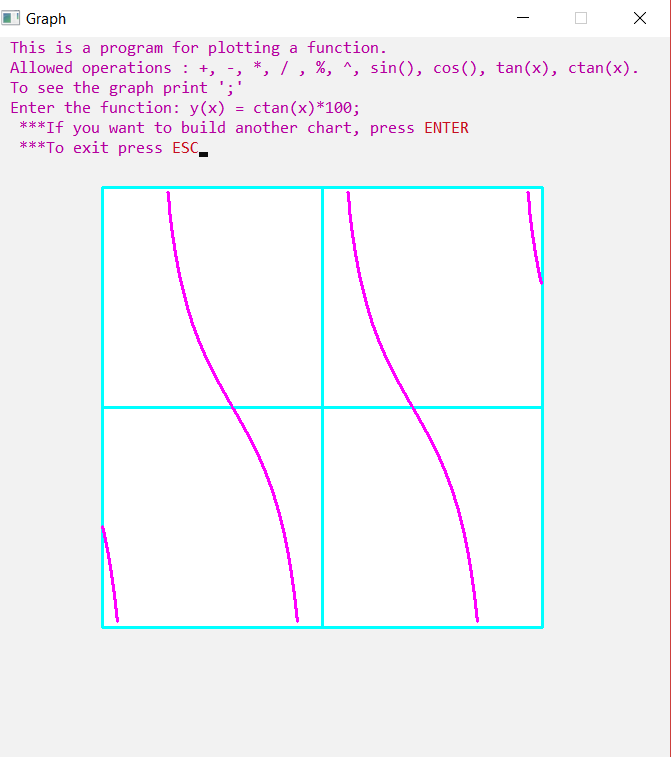 Graph
This is a program for plotting a function.
Allowed operations : +, -, *, / , %, ^, sin(), cos(), tan(x), ctan(x).
To see the graph print ';'
Enter the function: y(x) = ctan(x)*100;
***If you want to build another chart, press ENTER
***To exit press ESC